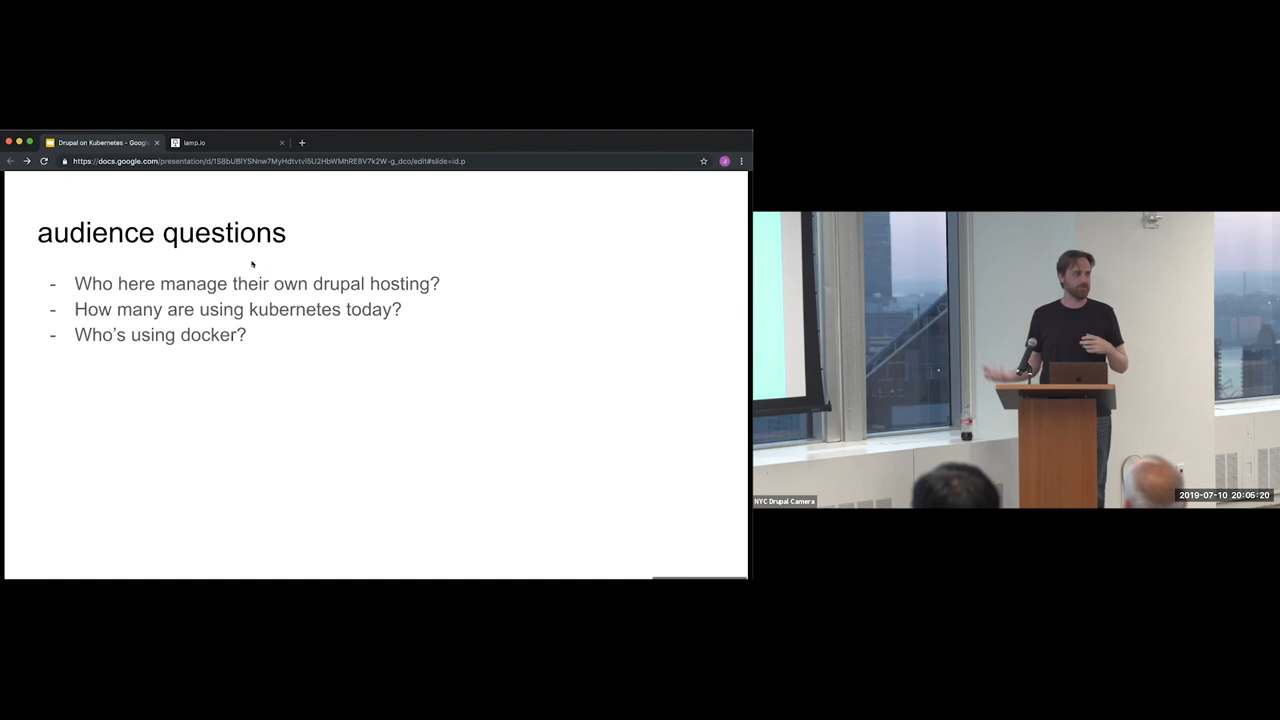 Drupal on Kubernetes - Goog
lamp.io
audience questions
- Who here manage their own drupal hosting?
- How many are using kubernetes today?
- Who's using docker?
NYC Drupal Camera
2019-07-10 20:05:20